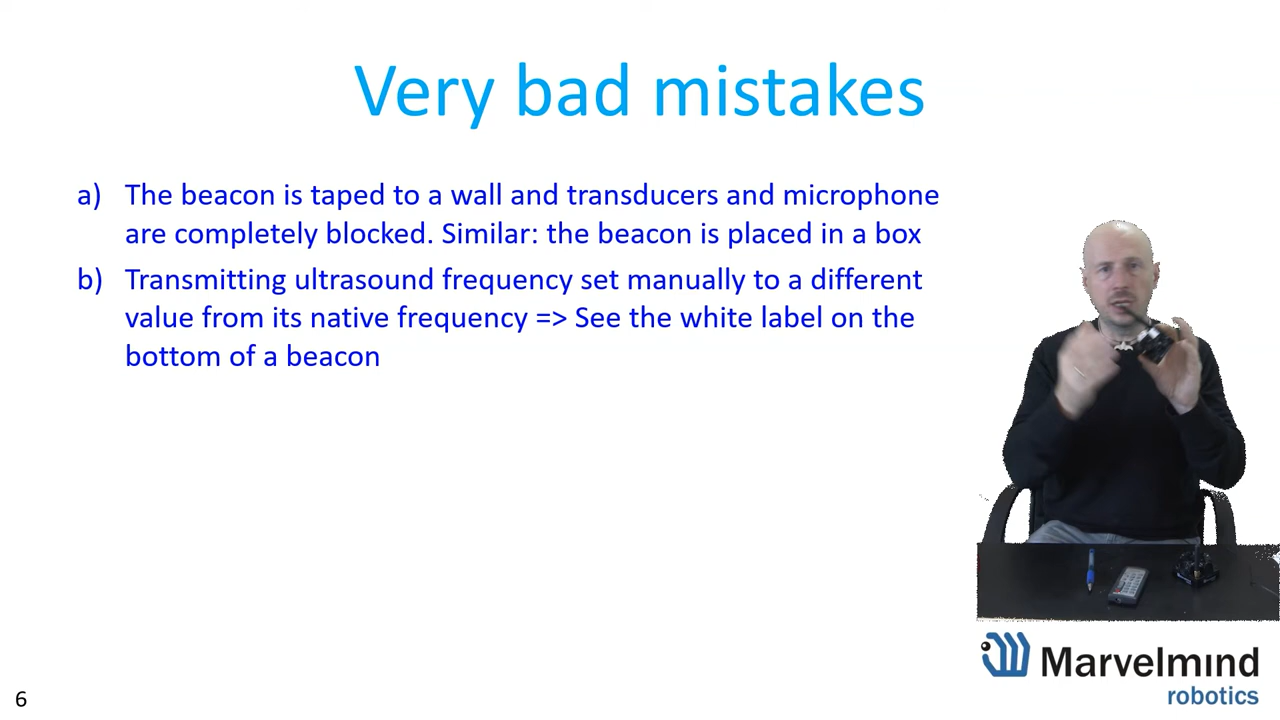 Very bad mistakes
a) The beacon is taped to a wall and transducers and microphone
are completely blocked. Similar: the beacon is placed in a box
b) Transmitting ultrasound frequency set manually to a different
value from its native frequency => See the white label on the
bottom of a beacon
Marvelmind
robotics
6